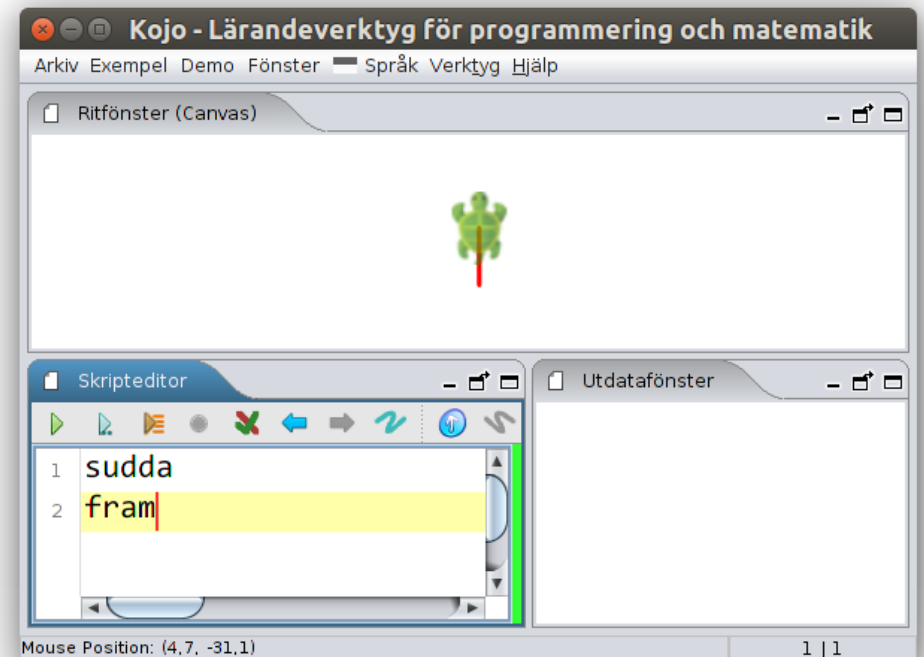 Kojo - Lärandeverktyg för programmering och matematik
Arkiv Exempel Demo Fönster Språk Verktyg Hjälp
Ritfönster (Canvas)
Skripteditor
Utdatafönster
1 sudda
2 fram
Mouse Position: (4,7, -31,1)
1 | 1